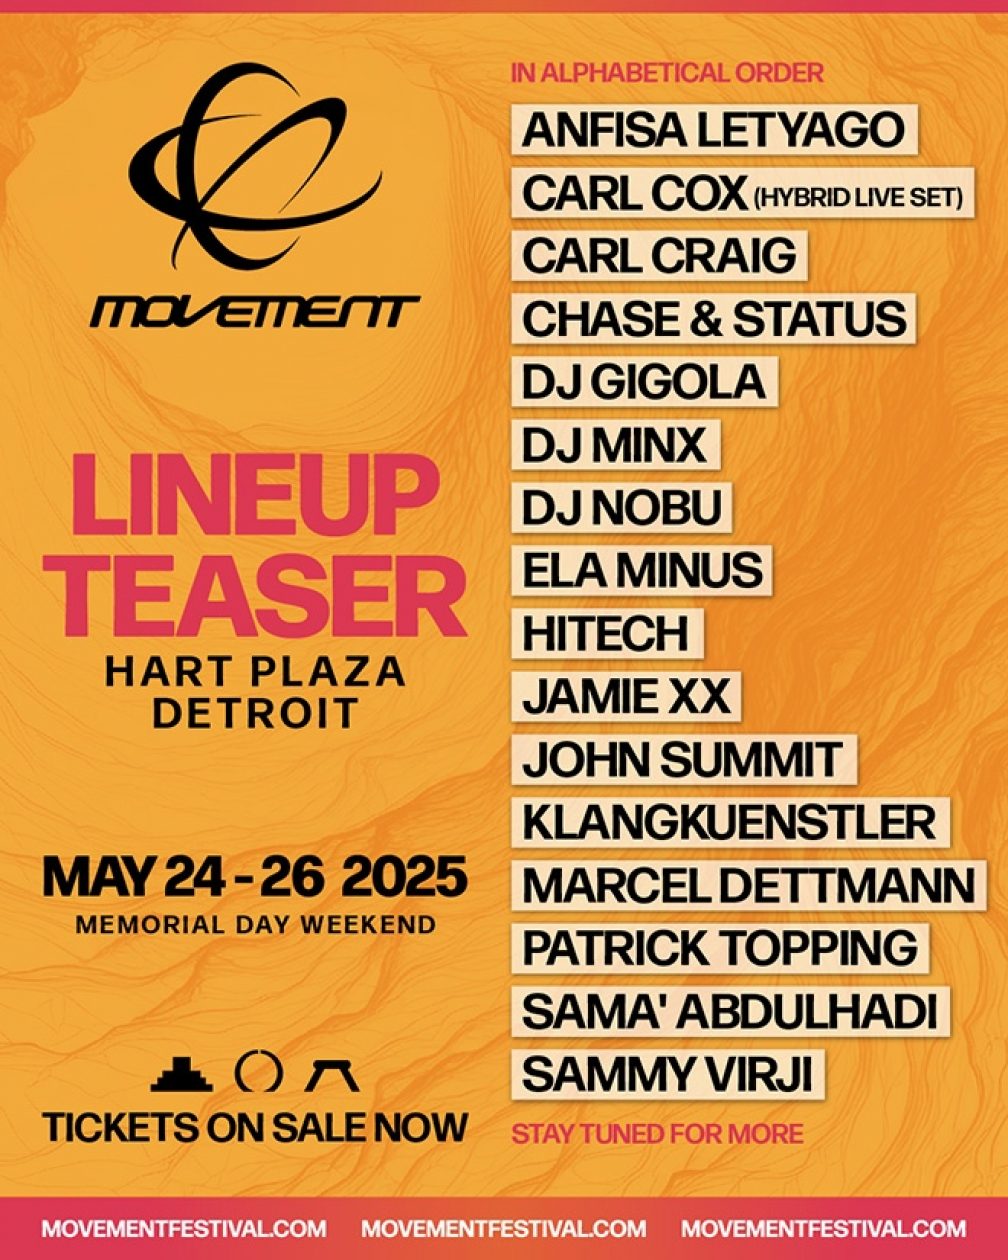 MOVEMENT
LINEUP
TEASER
HART PLAZA
DETROIT
MAY 24 - 26 2025
MEMORIAL DAY WEEKEND
TICKETS ON SALE NOW
IN ALPHABETICAL ORDER
ANFISA LETYAGO
CARL COX (HYBRID LIVE SET)
CARL CRAIG
CHASE & STATUS
DJ GIGOLA
DJ MINX
DJ NOBU
ELA MINUS
HITECH
JAMIE XX
JOHN SUMMIT
KLANGKUENSTLER
MARCEL DETTMANN
PATRICK TOPPING
SAMA' ABDULHADI
SAMMY VIRJI
STAY TUNED FOR MORE
MOVEMENTFESTIVAL.COM MOVEMENTFESTIVAL.COM MOVEMENTFESTIVAL.COM